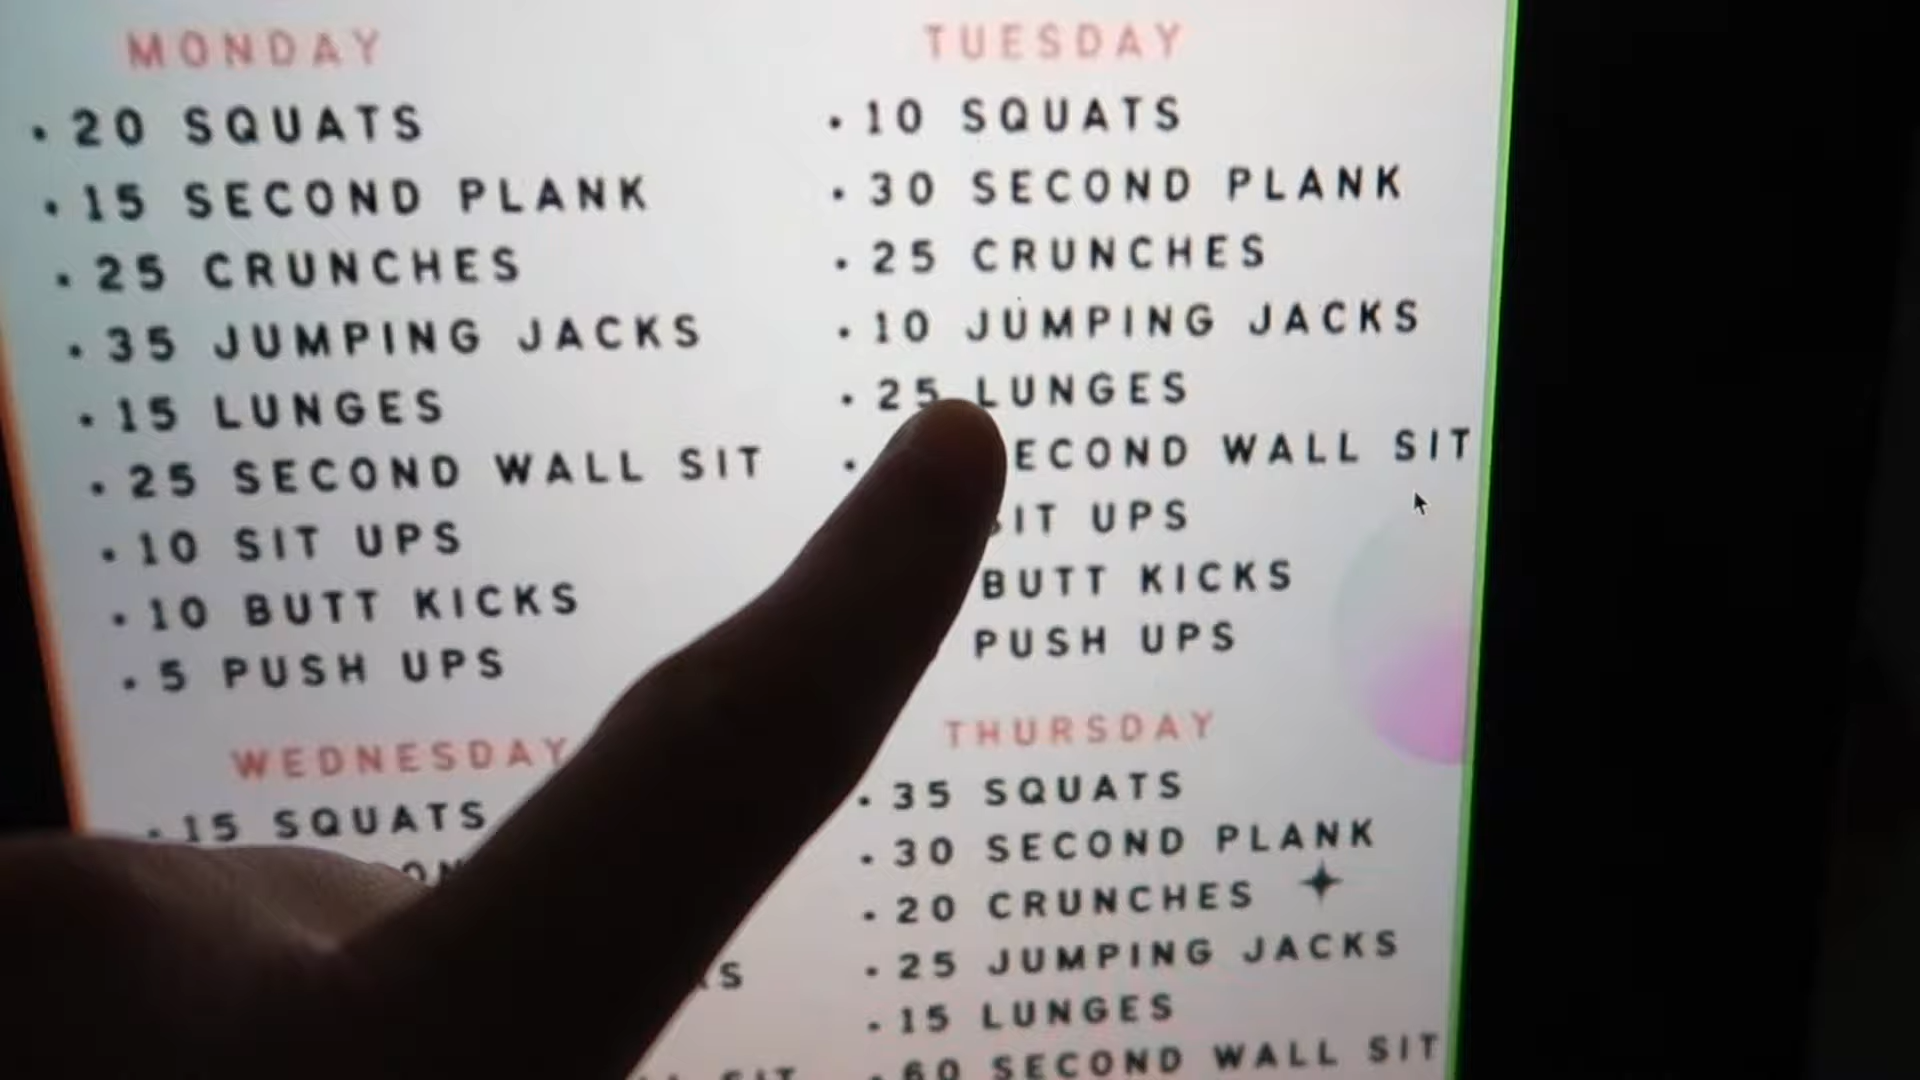 MONDAY
• 20 SQUATS
• 15 SECOND PLANK
• 25 CRUNCHES
• 35 JUMPING JACKS
• 15 LUNGES
• 25 SECOND WALL SIT
• 10 SIT UPS
• 10 BUTT KICKS
• 5 PUSH UPS
TUESDAY
• 10 SQUATS
• 30 SECOND PLANK
• 25 CRUNCHES
• 10 JUMPING JACKS
• 25 LUNGES
• ECOND WALL SIT
SIT UPS
BUTT KICKS
PUSH UPS
WEDNESDAY
• 15 SQUATS
THURSDAY
• 35 SQUATS
• 30 SECOND PLANK
• 20 CRUNCHES
• 25 JUMPING JACKS
• 15 LUNGES
• 60 SECOND WALL SIT